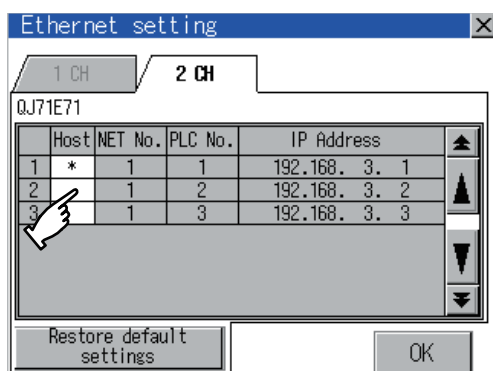 Ethernet setting ×
1 CH 2 CH
QJ71E71
Host NET No. PLC No. IP Address
1 * 1 1 192.168. 3. 1
2 1 2 192.168. 3. 2
3 1 3 192.168. 3. 3
Restore default
settings
OK